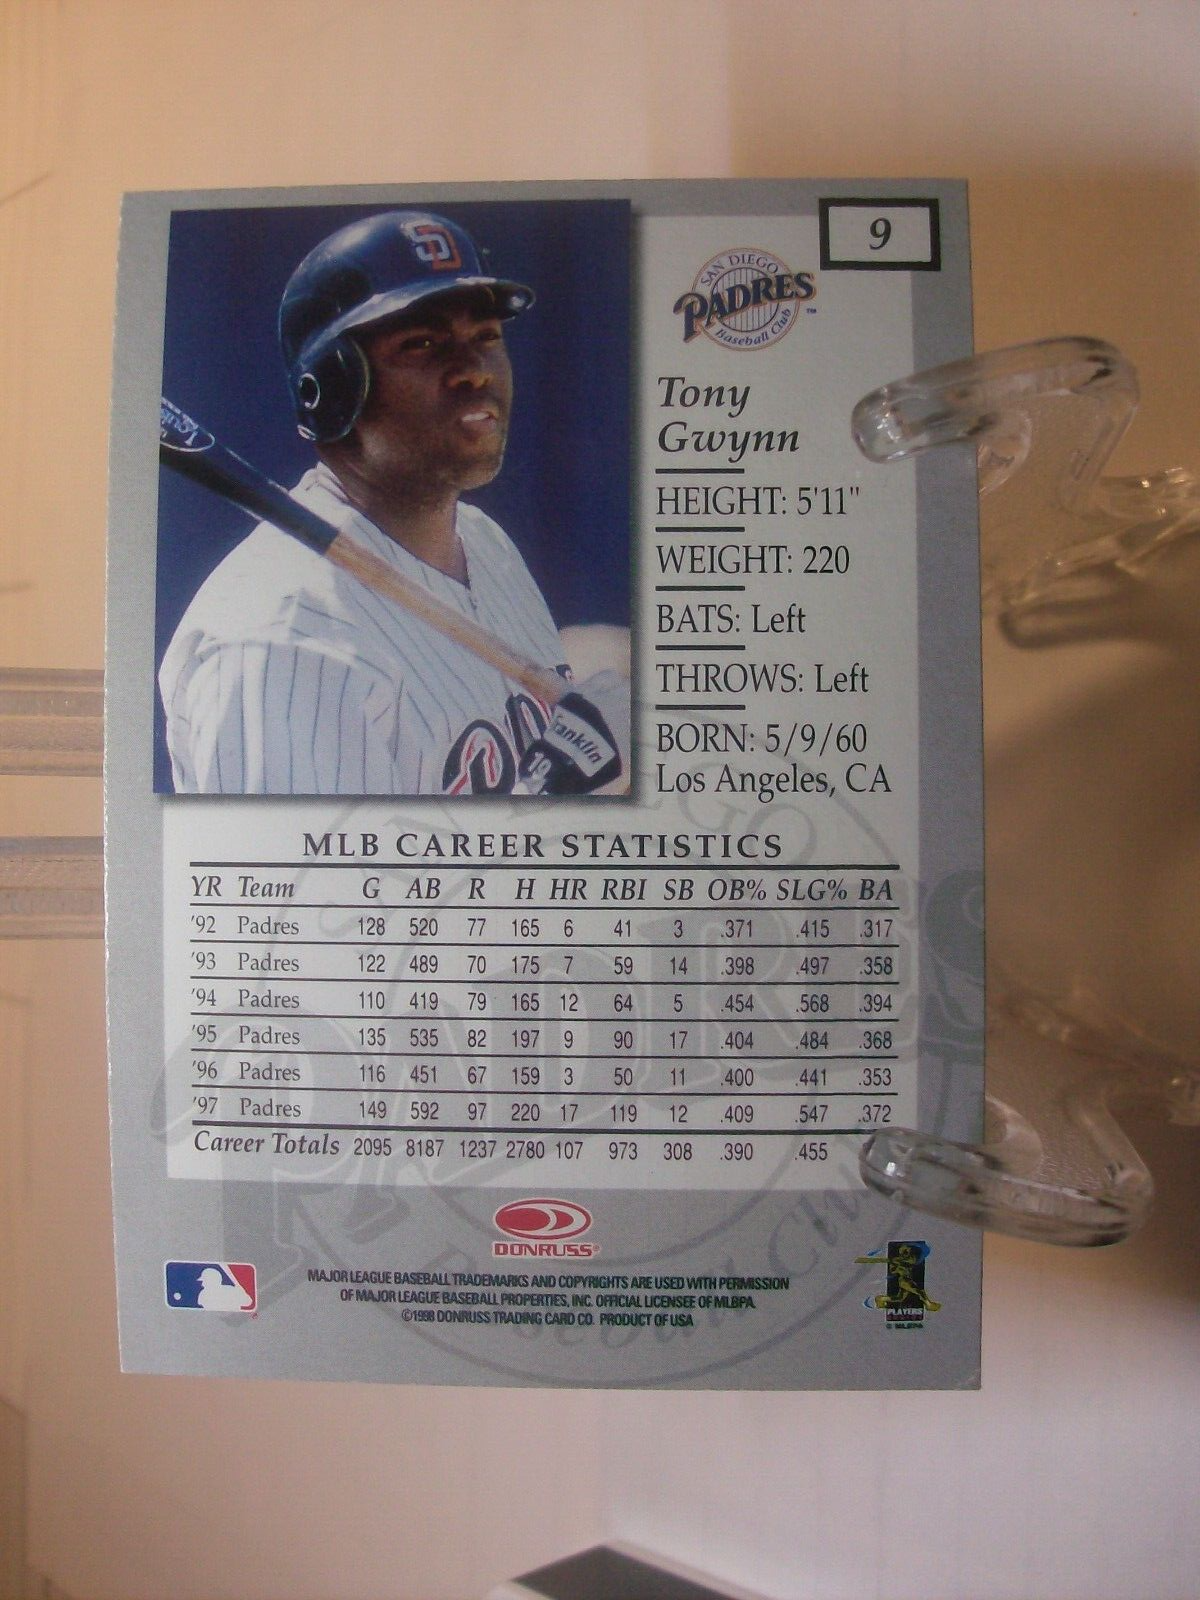 9
SAN DIEGO
PADRES™
Baseball Club
Tony
Gwynn
HEIGHT: 5'11"
WEIGHT: 220
BATS: Left
THROWS: Left
BORN: 5/9/60
Los Angeles, CA
SD
Franklin
19
MLB CAREER STATISTICS
YR Team G AB R H HR RBI SB OB% SLG% BA
'92 Padres 128 520 77 165 6 41 3 .371 .415 .317
'93 Padres 122 489 70 175 7 59 14 .398 .497 .358
'94 Padres 110 419 79 165 12 64 5 .454 .568 .394
'95 Padres 135 535 82 197 9 90 17 .404 .484 .368
'96 Padres 116 451 67 159 3 50 11 .400 .441 .353
'97 Padres 149 592 97 220 17 119 12 .409 .547 .372
Career Totals 2095 8187 1237 2780 107 973 308 .390 .455
DONRUSS®
MAJOR LEAGUE BASEBALL TRADEMARKS AND COPYRIGHTS ARE USED WITH PERMISSION
OF MAJOR LEAGUE BASEBALL PROPERTIES, INC. OFFICIAL LICENSEE OF MLBPA.
©1998 DONRUSS TRADING CARD CO. PRODUCT OF USA
PLAYERS
CHOICE
© MLBPA